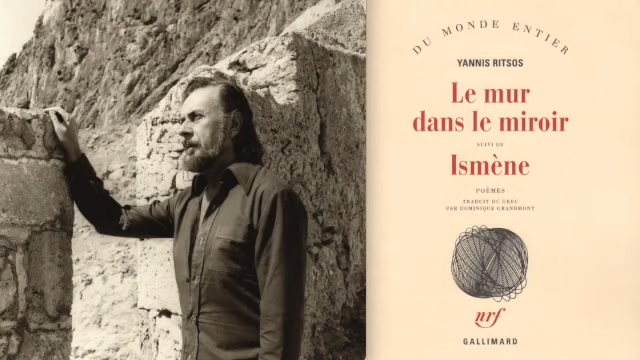 DU MONDE ENTIER
YANNIS RITSOS
Le mur
dans le miroir
SUIVI DE
Ismène
POÈMES
TRADUIT DU GREC
PAR DOMINIQUE GRANDMONT
nrf
GALLIMARD